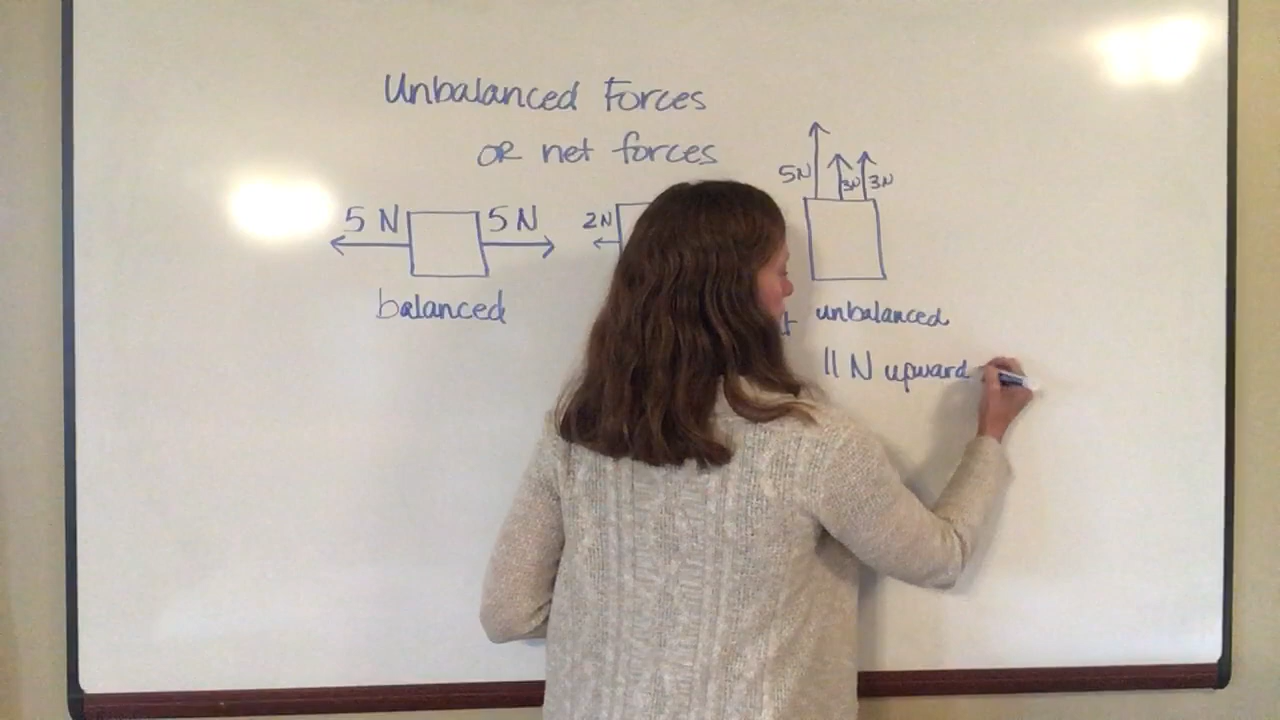 Unbalanced Forces
OR net forces
5N 3N 3N
5 N 5 N
2N
balanced
unbalanced
11 N upward